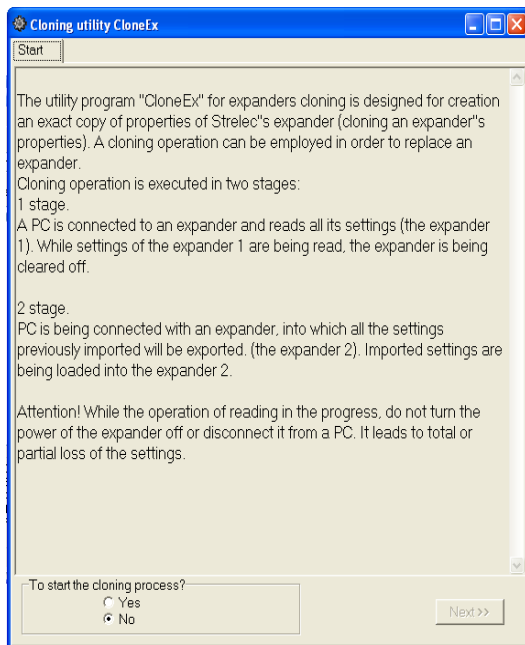 Cloning utility CloneEx
Start
The utility program "CloneEx" for expanders cloning is designed for creation
an exact copy of properties of Strelec"s expander (cloning an expander"s
properties). A cloning operation can be employed in order to replace an
expander.
Cloning operation is executed in two stages:
1 stage.
A PC is connected to an expander and reads all its settings (the expander
1). While settings of the expander 1 are being read, the expander is being
cleared off.
2 stage.
PC is being connected with an expander, into which all the settings
previously imported will be exported. (the expander 2). Imported settings are
being loaded into the expander 2.
Attention! While the operation of reading in the progress, do not turn the
power of the expander off or disconnect it from a PC. It leads to total or
partial loss of the settings.
To start the cloning process?
Yes
No
Next >>